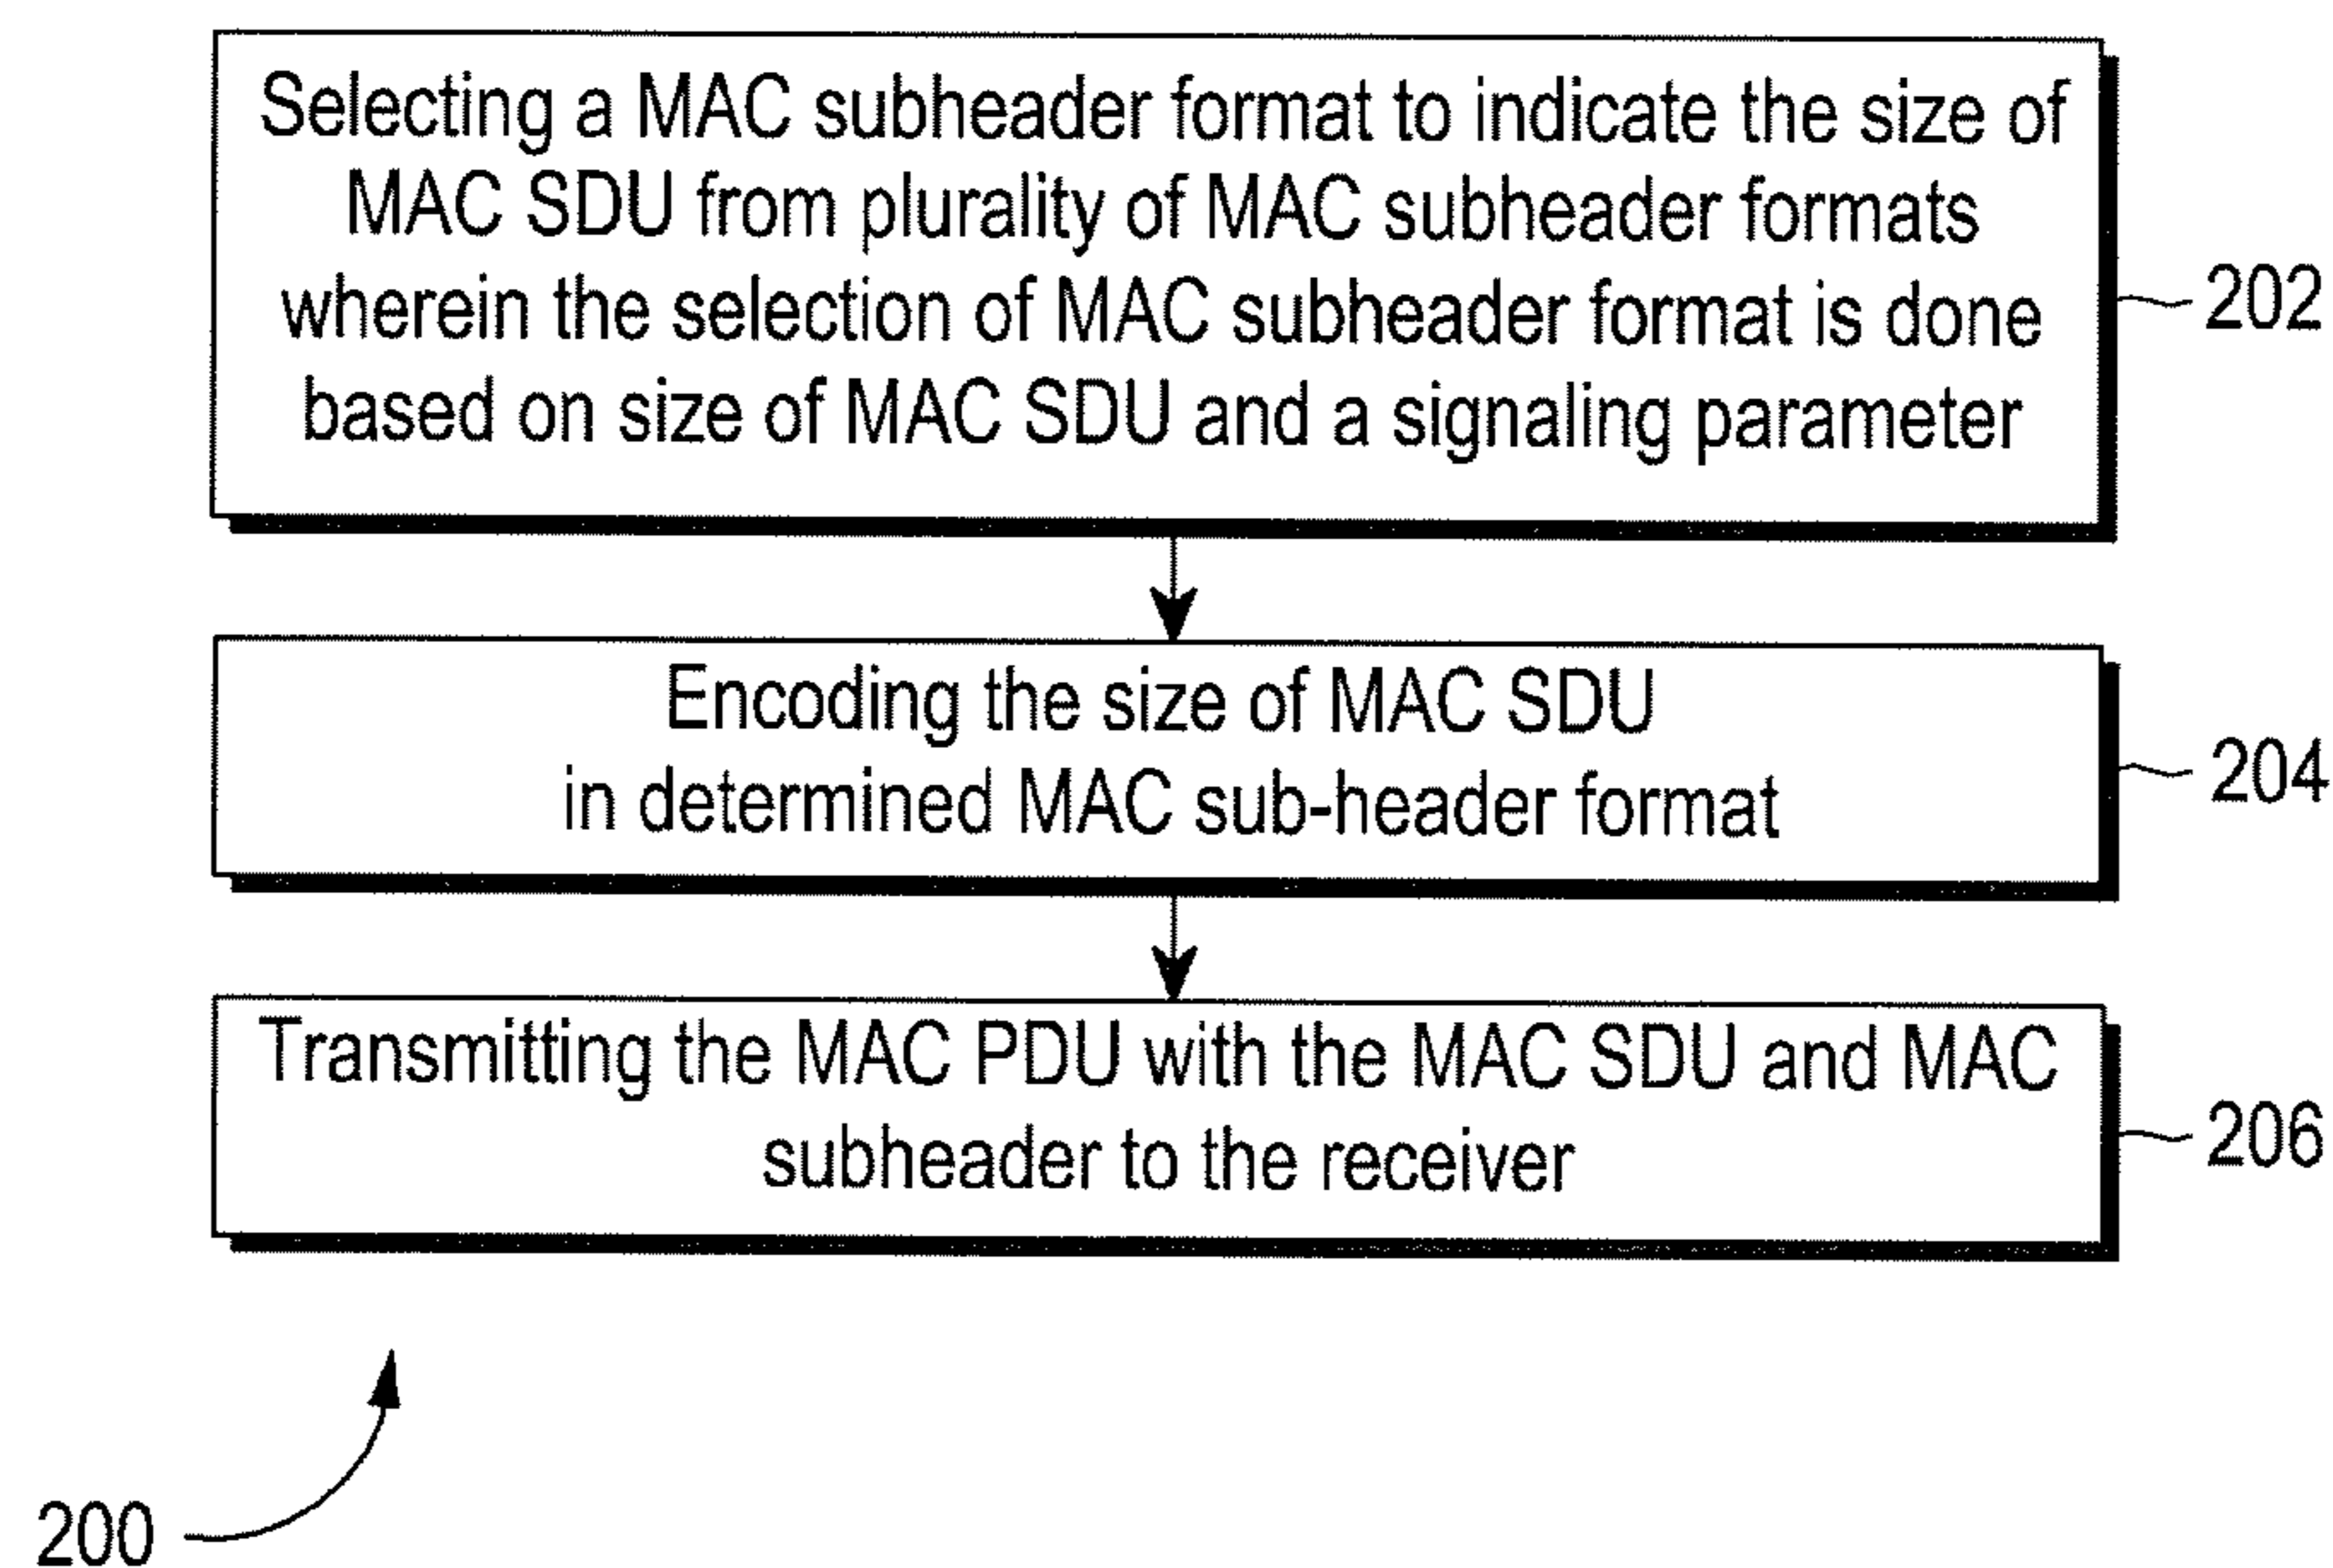 Selecting a MAC subheader format to indicate the size of
MAC SDU from plurality of MAC subheader formats
wherein the selection of MAC subheader format is done
based on size of MAC SDU and a signaling parameter
202
Encoding the size of MAC SDU
in determined MAC sub-header format
204
Transmitting the MAC PDU with the MAC SDU and MAC
subheader to the receiver
206
200